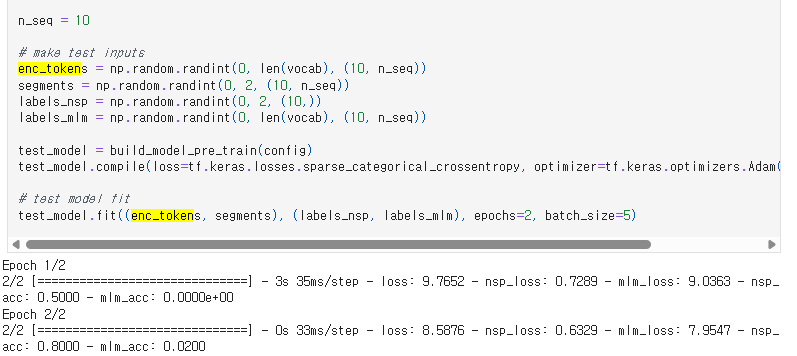 n_seq = 10
# make test inputs
enc_tokens = np.random.randint(0, len(vocab), (10, n_seq))
segments = np.random.randint(0, 2, (10, n_seq))
labels_nsp = np.random.randint(0, 2, (10,))
labels_mlm = np.random.randint(0, len(vocab), (10, n_seq))
test_model = build_model_pre_train(config)
test_model.compile(loss=tf.keras.losses.sparse_categorical_crossentropy, optimizer=tf.keras.optimizers.Adam(
# test model fit
test_model.fit((enc_tokens, segments), (labels_nsp, labels_mlm), epochs=2, batch_size=5)
Epoch 1/2
2/2 [==============================] - 3s 35ms/step - loss: 9.7652 - nsp_loss: 0.7289 - mlm_loss: 9.0363 - nsp_
acc: 0.5000 - mlm_acc: 0.0000e+00
Epoch 2/2
2/2 [==============================] - 0s 33ms/step - loss: 8.5876 - nsp_loss: 0.6329 - mlm_loss: 7.9547 - nsp_
acc: 0.8000 - mlm_acc: 0.0200